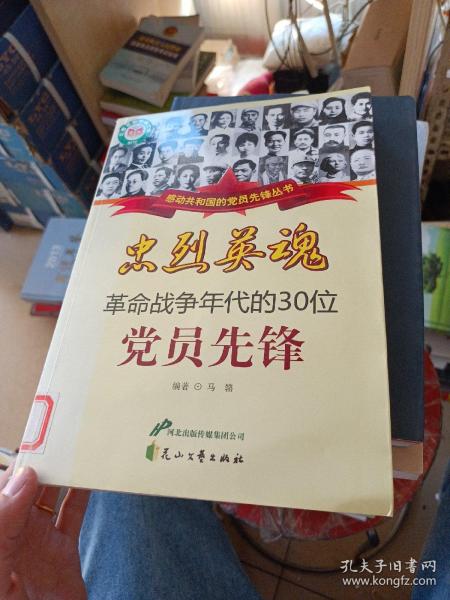 感动共和国的党员先锋丛书
忠烈英魂
革命战争年代的30位
党员先锋
编著⊙马骼
河北出版传媒集团公司
花山文艺出版社
2013
孔夫子旧书网
www.kongfz.com